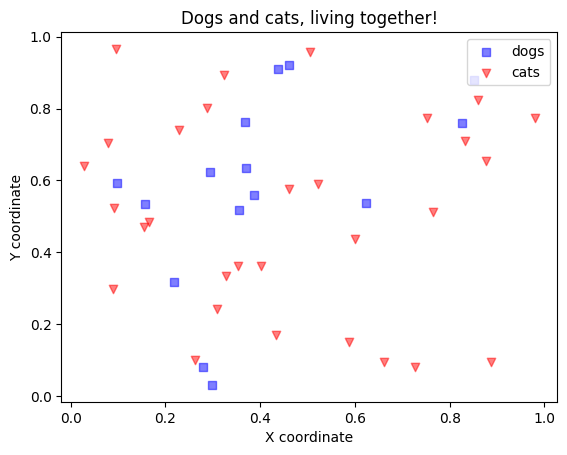 Dogs and cats, living together!
dogs
cats
1.0
0.8
0.6
0.4
0.2
0.0
Y coordinate
0.0 0.2 0.4 0.6 0.8 1.0
X coordinate